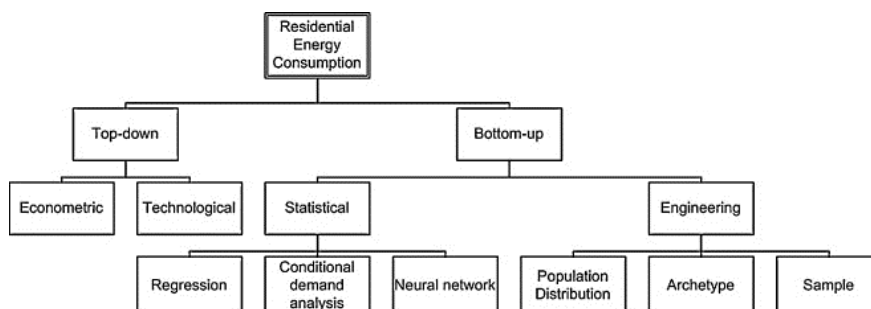 Residential
Energy
Consumption
Top-down
Bottom-up
Econometric
Technological
Statistical
Engineering
Regression
Conditional
demand
analysis
Neural network
Population
Distribution
Archetype
Sample